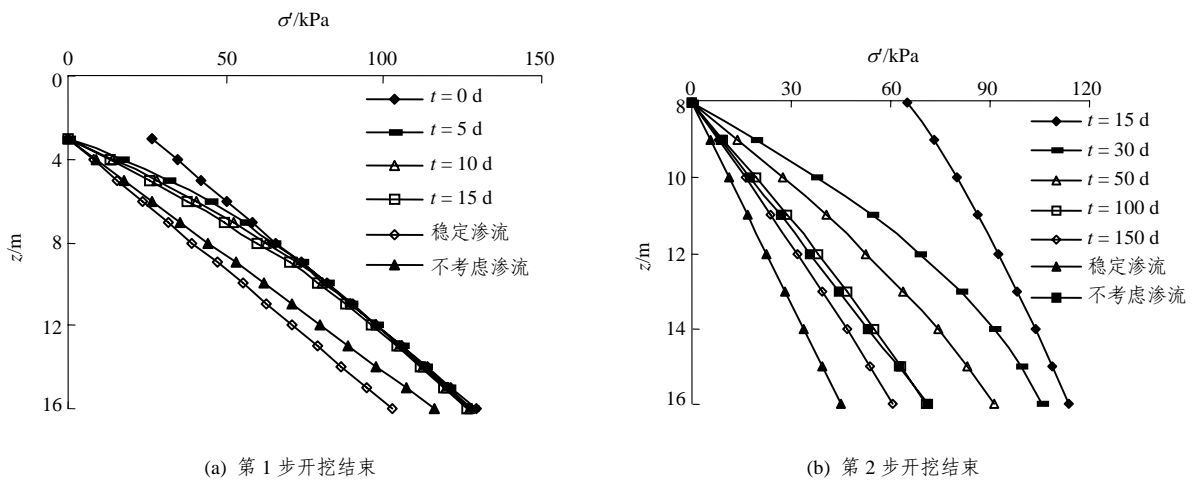 σ′/kPa
0 50 100 150
0
4
8
12
16
z/m
t = 0 d
t = 5 d
t = 10 d
t = 15 d
稳定渗流
不考虑渗流
(a) 第 1 步开挖结束
σ′/kPa
0 30 60 90 120
8
10
12
14
16
z/m
t = 15 d
t = 30 d
t = 50 d
t = 100 d
t = 150 d
稳定渗流
不考虑渗流
(b) 第 2 步开挖结束